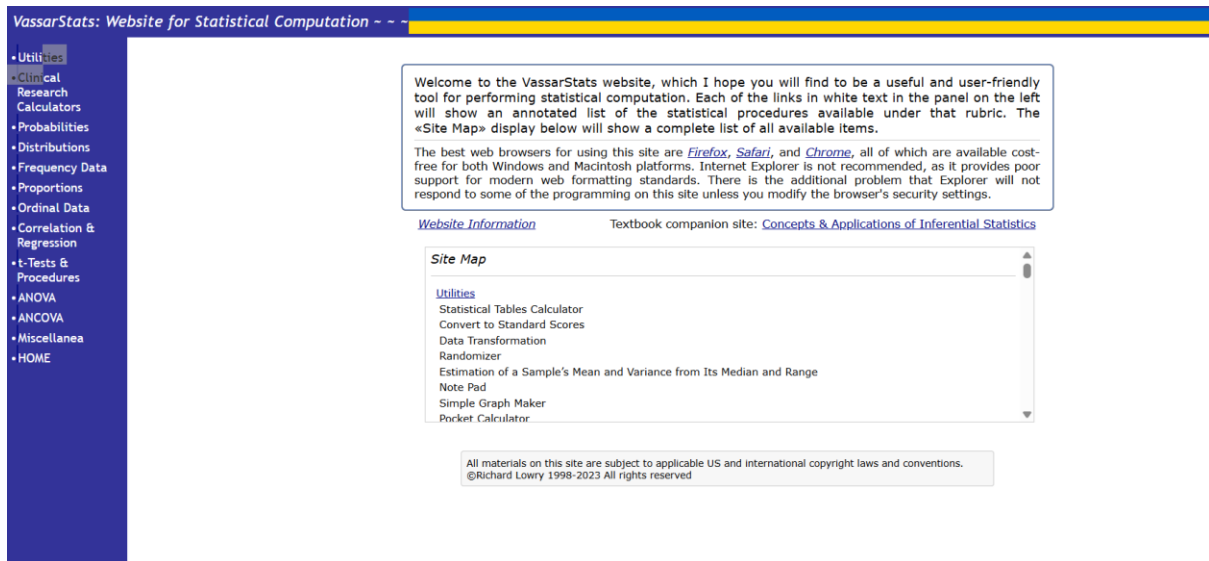 VassarStats: Website for Statistical Computation ~ ~ ~
•Utilities
•Clinical
Research
Calculators
•Probabilities
•Distributions
•Frequency Data
•Proportions
•Ordinal Data
•Correlation &
Regression
•t-Tests &
Procedures
•ANOVA
•ANCOVA
•Miscellanea
•HOME
Welcome to the VassarStats website, which I hope you will find to be a useful and user-friendly
tool for performing statistical computation. Each of the links in white text in the panel on the left
will show an annotated list of the statistical procedures available under that rubric. The
«Site Map» display below will show a complete list of all available items.
The best web browsers for using this site are Firefox, Safari, and Chrome, all of which are available cost-
free for both Windows and Macintosh platforms. Internet Explorer is not recommended, as it provides poor
support for modern web formatting standards. There is the additional problem that Explorer will not
respond to some of the programming on this site unless you modify the browser's security settings.
Website Information Textbook companion site: Concepts & Applications of Inferential Statistics
Site Map
Utilities
Statistical Tables Calculator
Convert to Standard Scores
Data Transformation
Randomizer
Estimation of a Sample's Mean and Variance from Its Median and Range
Note Pad
Simple Graph Maker
Pocket Calculator
All materials on this site are subject to applicable US and international copyright laws and conventions.
©Richard Lowry 1998-2023 All rights reserved